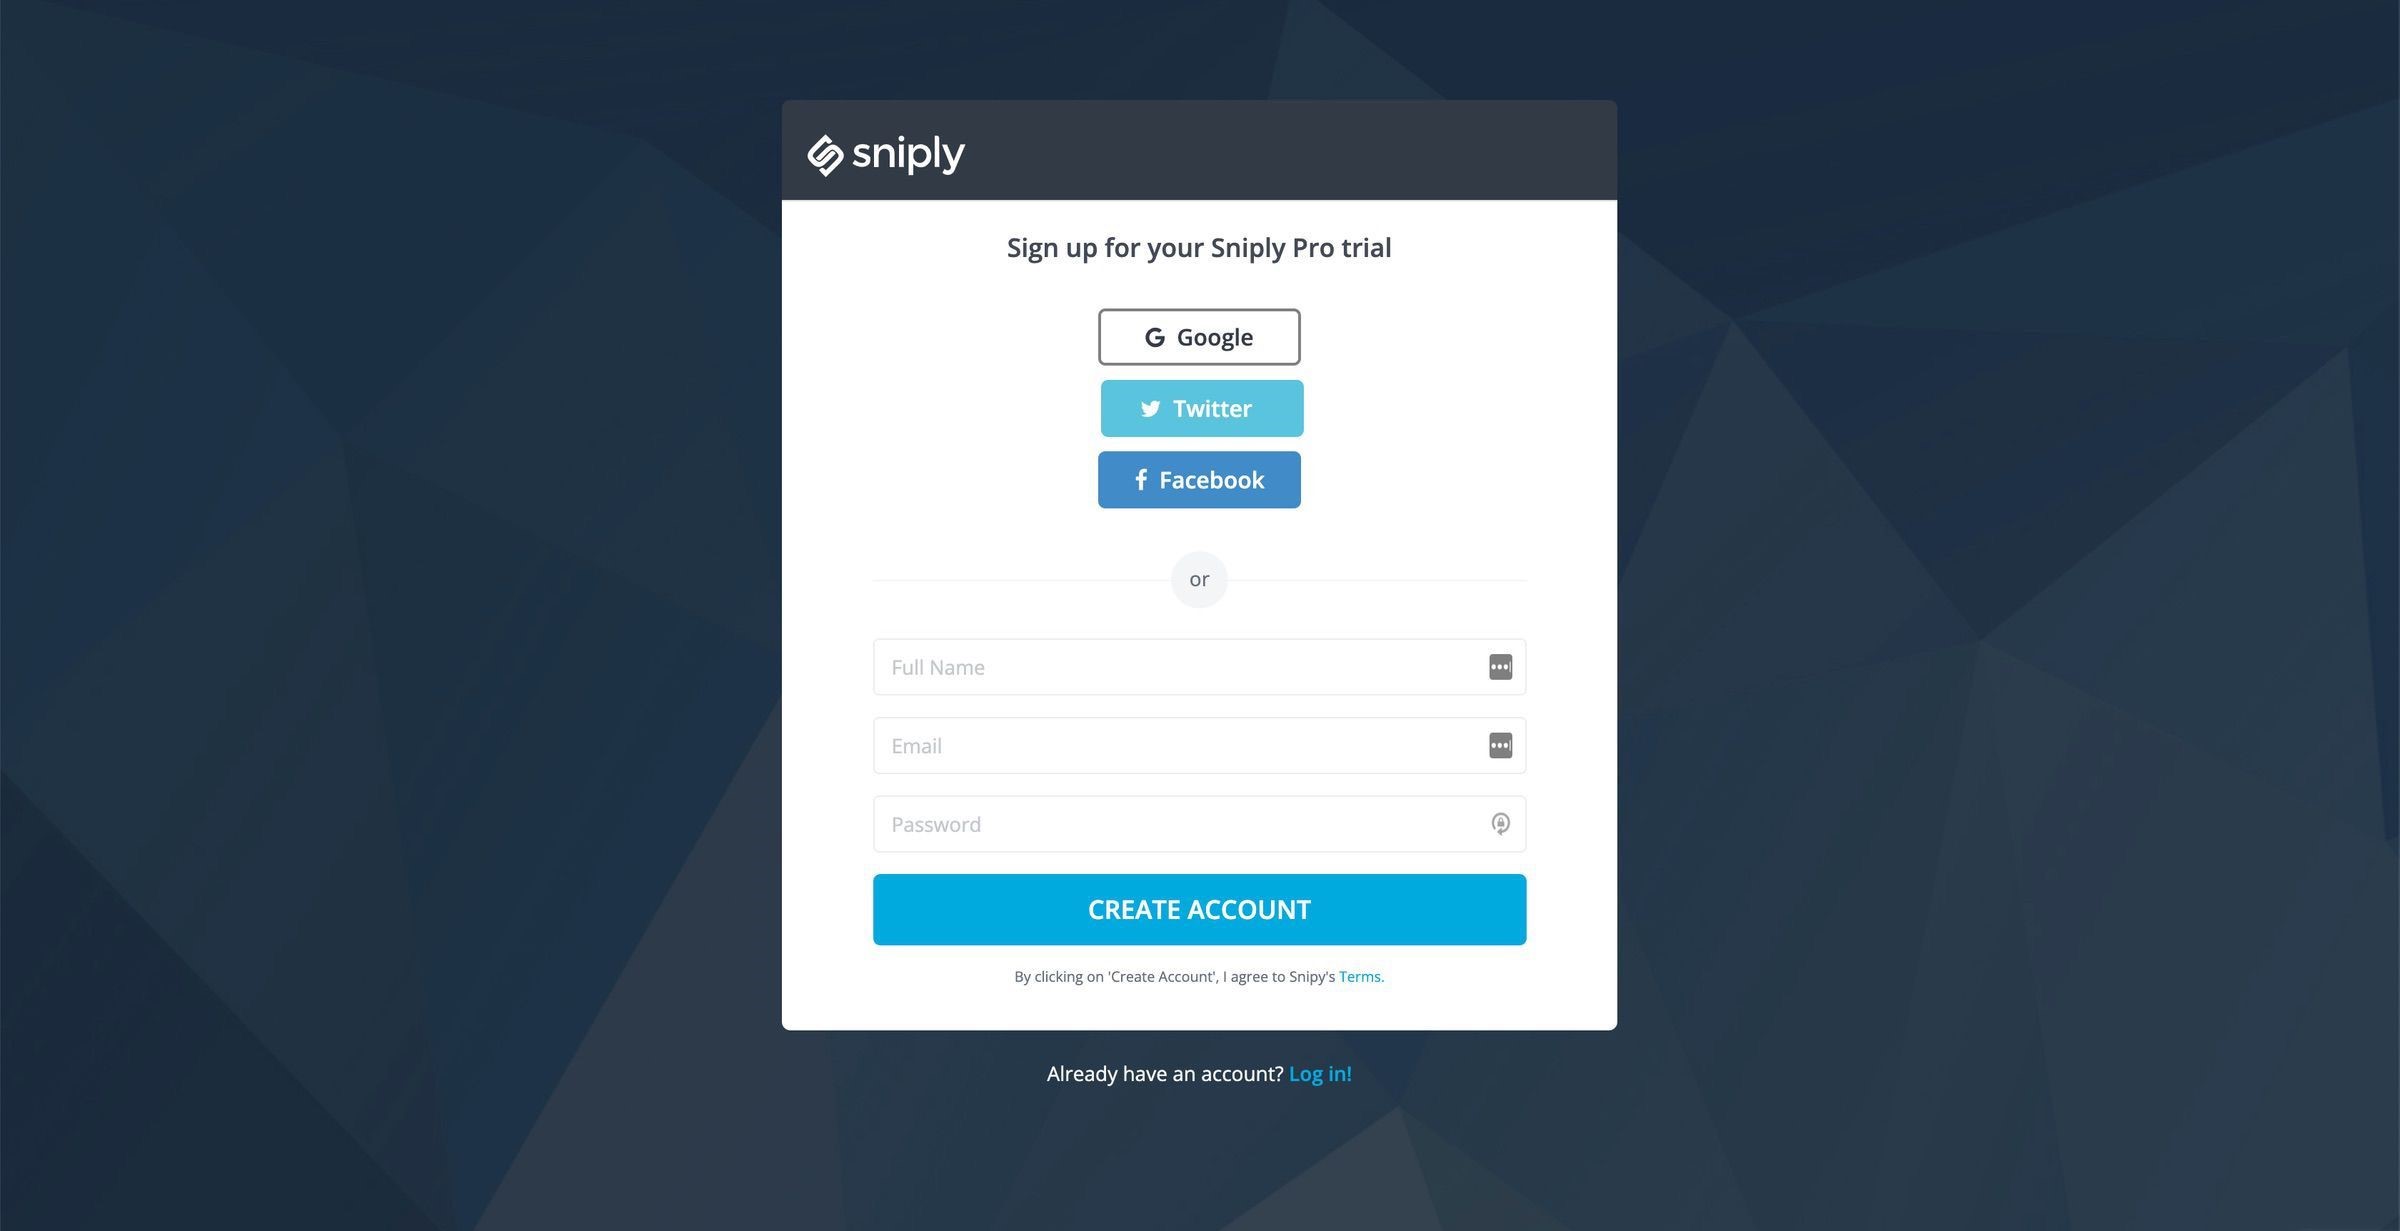 sniply
Sign up for your Sniply Pro trial
Google
Twitter
Facebook
or
Full Name
Email
Password
CREATE ACCOUNT
By clicking on 'Create Account', I agree to Snipy's Terms.
Already have an account? Log in!